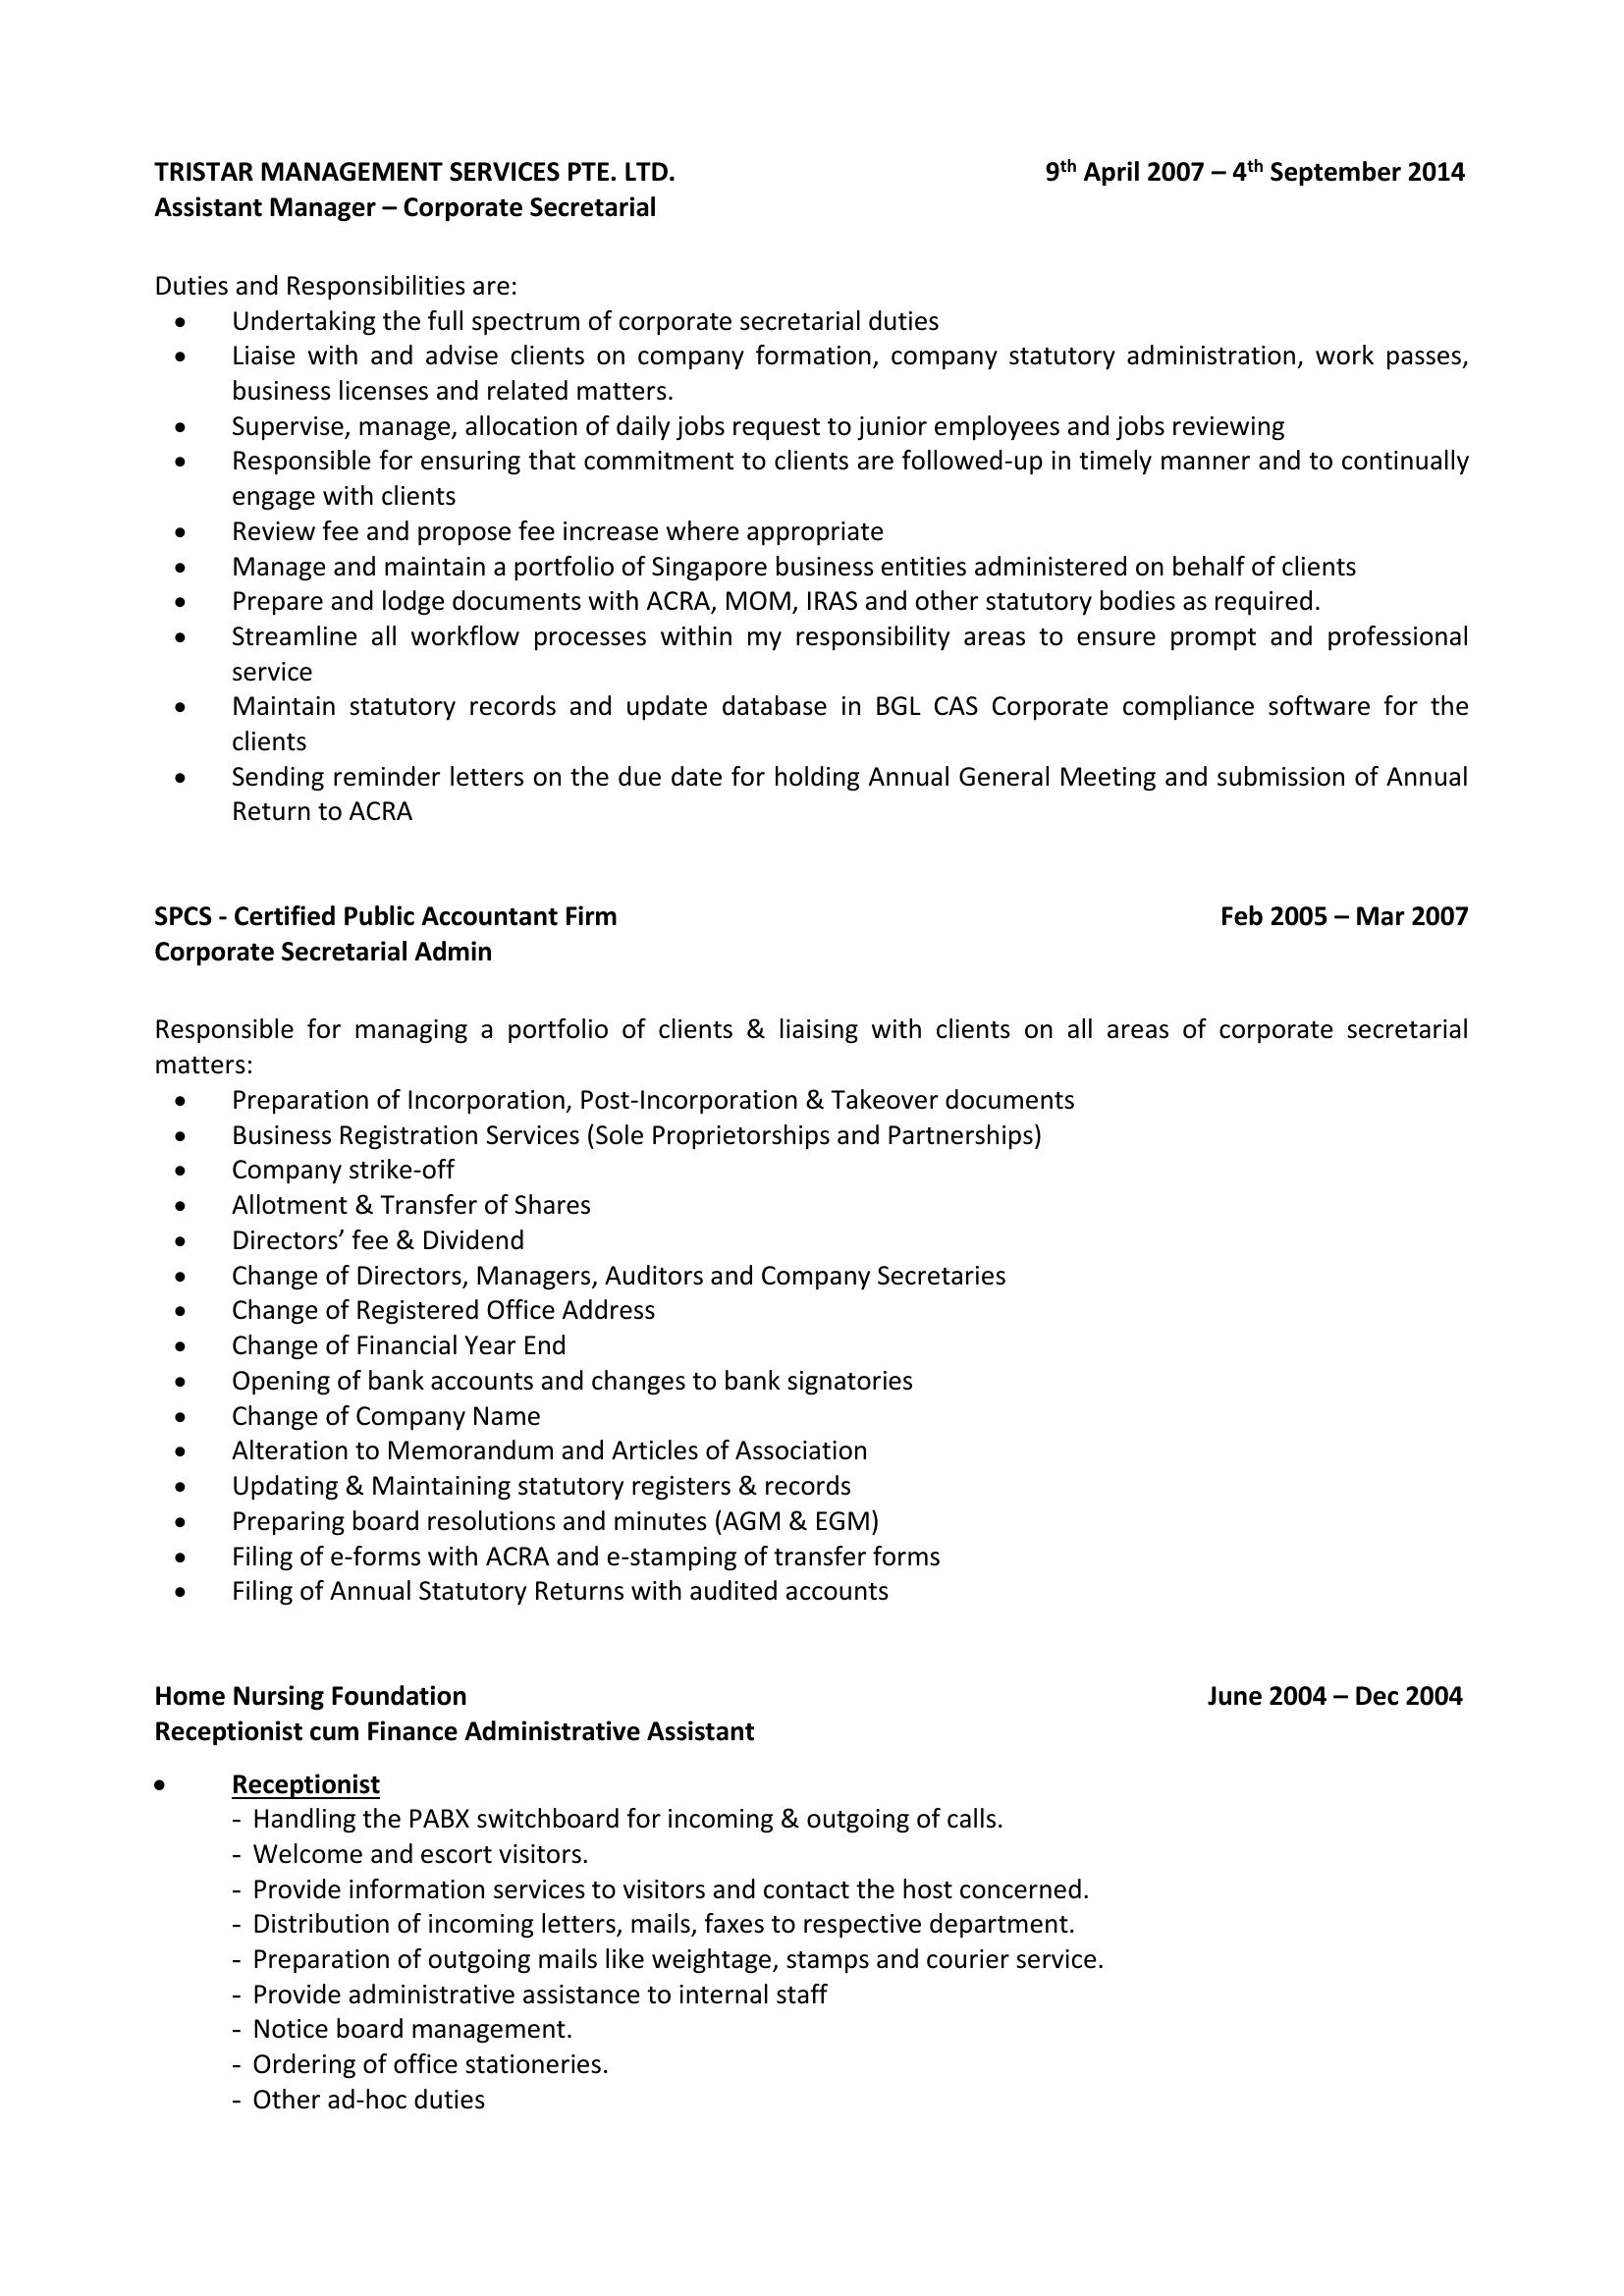 TRISTAR MANAGEMENT SERVICES PTE. LTD. 9th April 2007 – 4th September 2014
Assistant Manager – Corporate Secretarial
Duties and Responsibilities are:
• Undertaking the full spectrum of corporate secretarial duties
• Liaise with and advise clients on company formation, company statutory administration, work passes,
business licenses and related matters.
• Supervise, manage, allocation of daily jobs request to junior employees and jobs reviewing
• Responsible for ensuring that commitment to clients are followed-up in timely manner and to continually
engage with clients
• Review fee and propose fee increase where appropriate
• Manage and maintain a portfolio of Singapore business entities administered on behalf of clients
• Prepare and lodge documents with ACRA, MOM, IRAS and other statutory bodies as required.
• Streamline all workflow processes within my responsibility areas to ensure prompt and professional
service
• Maintain statutory records and update database in BGL CAS Corporate compliance software for the
clients
• Sending reminder letters on the due date for holding Annual General Meeting and submission of Annual
Return to ACRA
SPCS - Certified Public Accountant Firm Feb 2005 – Mar 2007
Corporate Secretarial Admin
Responsible for managing a portfolio of clients & liaising with clients on all areas of corporate secretarial
matters:
• Preparation of Incorporation, Post-Incorporation & Takeover documents
• Business Registration Services (Sole Proprietorships and Partnerships)
• Company strike-off
• Allotment & Transfer of Shares
• Directors’ fee & Dividend
• Change of Directors, Managers, Auditors and Company Secretaries
• Change of Registered Office Address
• Change of Financial Year End
• Opening of bank accounts and changes to bank signatories
• Change of Company Name
• Alteration to Memorandum and Articles of Association
• Updating & Maintaining statutory registers & records
• Preparing board resolutions and minutes (AGM & EGM)
• Filing of e-forms with ACRA and e-stamping of transfer forms
• Filing of Annual Statutory Returns with audited accounts
Home Nursing Foundation June 2004 – Dec 2004
Receptionist cum Finance Administrative Assistant
• Receptionist
- Handling the PABX switchboard for incoming & outgoing of calls.
- Welcome and escort visitors.
- Provide information services to visitors and contact the host concerned.
- Distribution of incoming letters, mails, faxes to respective department.
- Preparation of outgoing mails like weightage, stamps and courier service.
- Provide administrative assistance to internal staff
- Notice board management.
- Ordering of office stationeries.
- Other ad-hoc duties